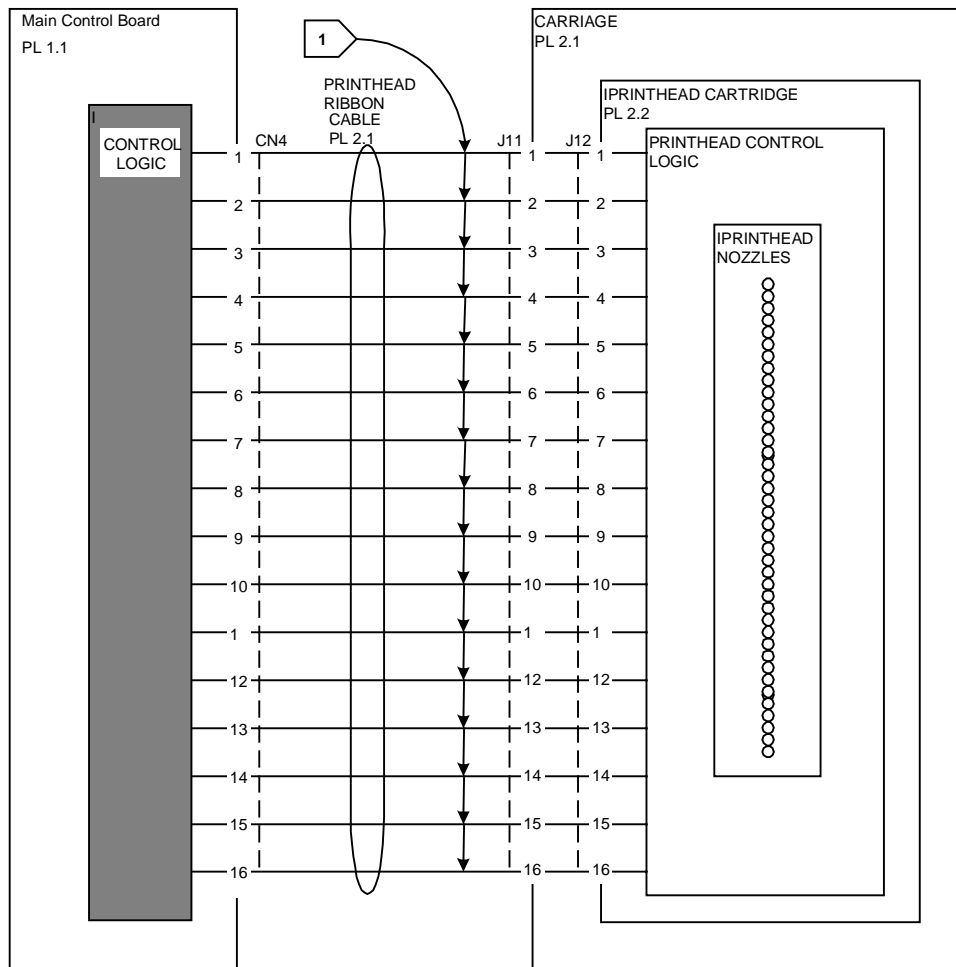 Main Control Board
PL 1.1
1
CARRIAGE
PL 2.1
PRINTHEAD
RIBBON
CABLE
PL 2.1
IPRINTHEAD CARTRIDGE
PL 2.2
I
CONTROL
LOGIC
CN4
J11
J12
PRINTHEAD CONTROL
LOGIC
IPRINTHEAD
NOZZLES
1 1 1
2 2 2
3 3 3
4 4 4
5 5 5
6 6 6
7 7 7
8 8 8
9 9 9
10 10 10
1 1 1
12 12 12
13 13 13
14 14 14
15 15 15
16 16 16